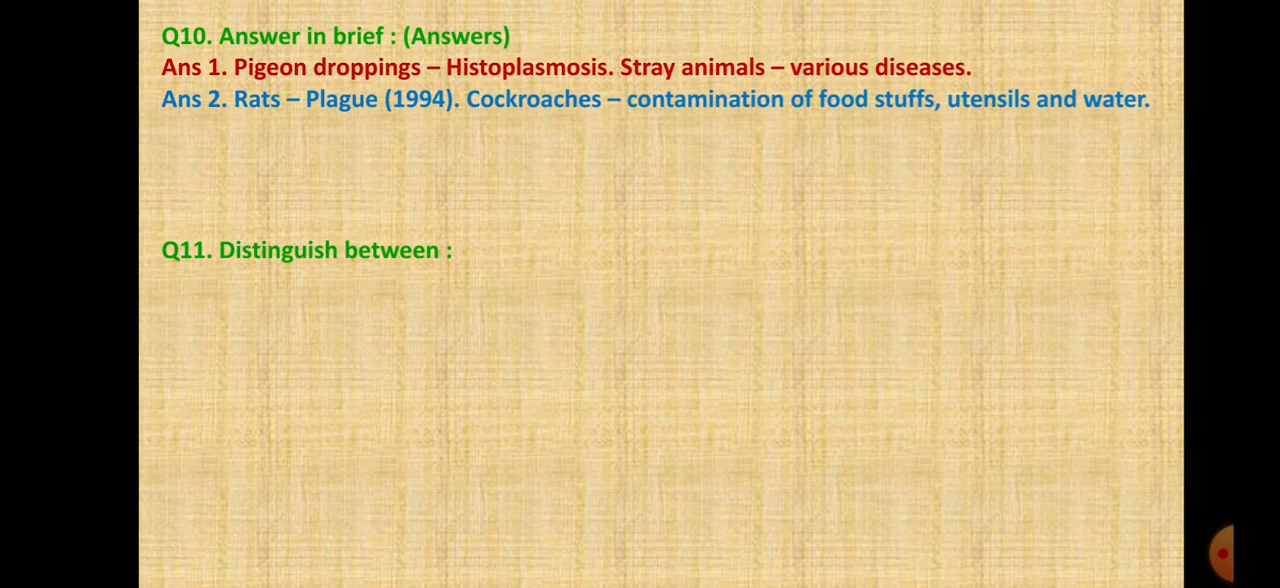 Q10. Answer in brief : (Answers)
Ans 1. Pigeon droppings – Histoplasmosis. Stray animals – various diseases.
Ans 2. Rats – Plague (1994). Cockroaches – contamination of food stuffs, utensils and water.
Q11. Distinguish between :